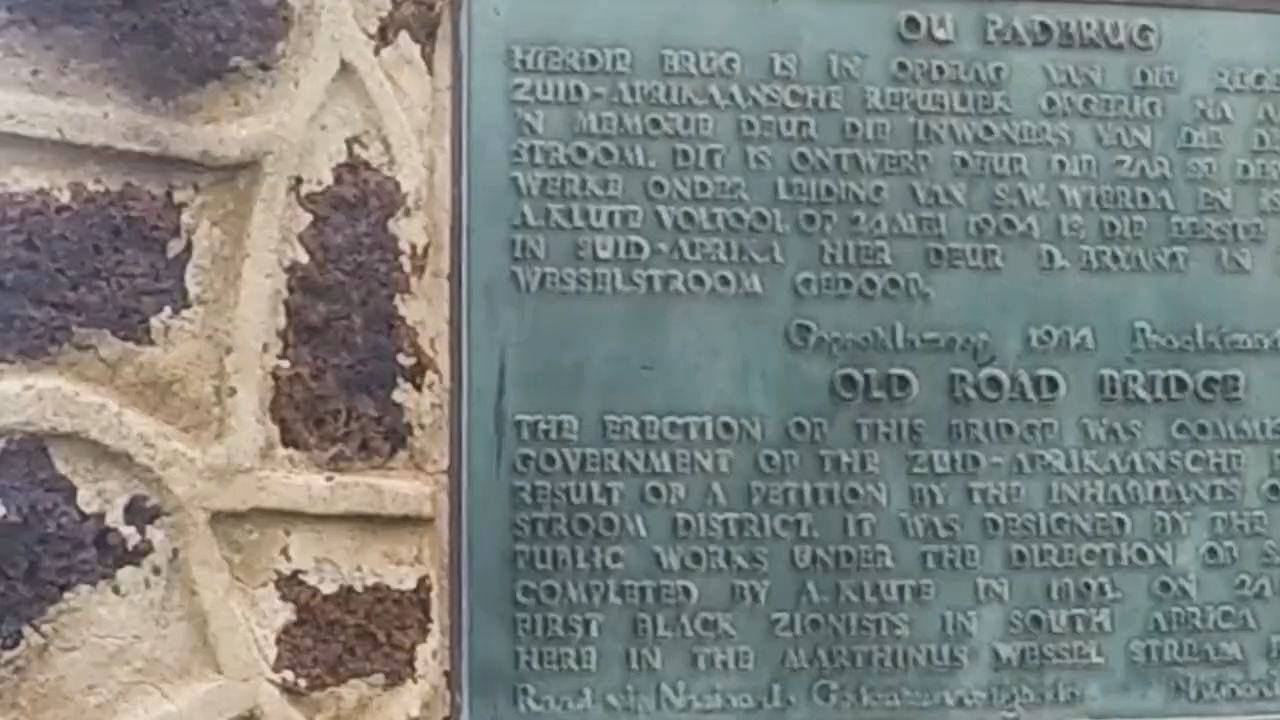 OU PADBRUG
HIERDIE BRUG IS IN OPDRAG VAN DIE
ZUID-AFRIKAANSCHE REPUBLIEK OPGERIG NA
'N MEMORIE DEUR DIE INWONERS VAN DIE
STROOM. DIT IS ONTWERP DEUR DIE ZAR SE
WERKE ONDER LEIDING VAN S.W. WIERDA EN
A. KLUTE VOLTOOI. OP 24 MEI 1904 IS DIE EERSTE
IN SUID-AFRIKA HIER DEUR D. BRYANT IN
WESSELSTROOM GEDOOP.
OLD ROAD BRIDGE
THE ERECTION OF THIS BRIDGE WAS
GOVERNMENT OF THE ZUID-AFRIKAANSCHE
RESULT OF A PETITION BY THE INHABITANTS
STROOM DISTRICT. IT WAS DESIGNED BY THE
PUBLIC WORKS UNDER THE DIRECTION OF
COMPLETED BY A. KLUTE IN 1893. ON
FIRST BLACK ZIONISTS IN SOUTH AFRICA
HERE IN THE MARTHINUS WESSEL STREAM